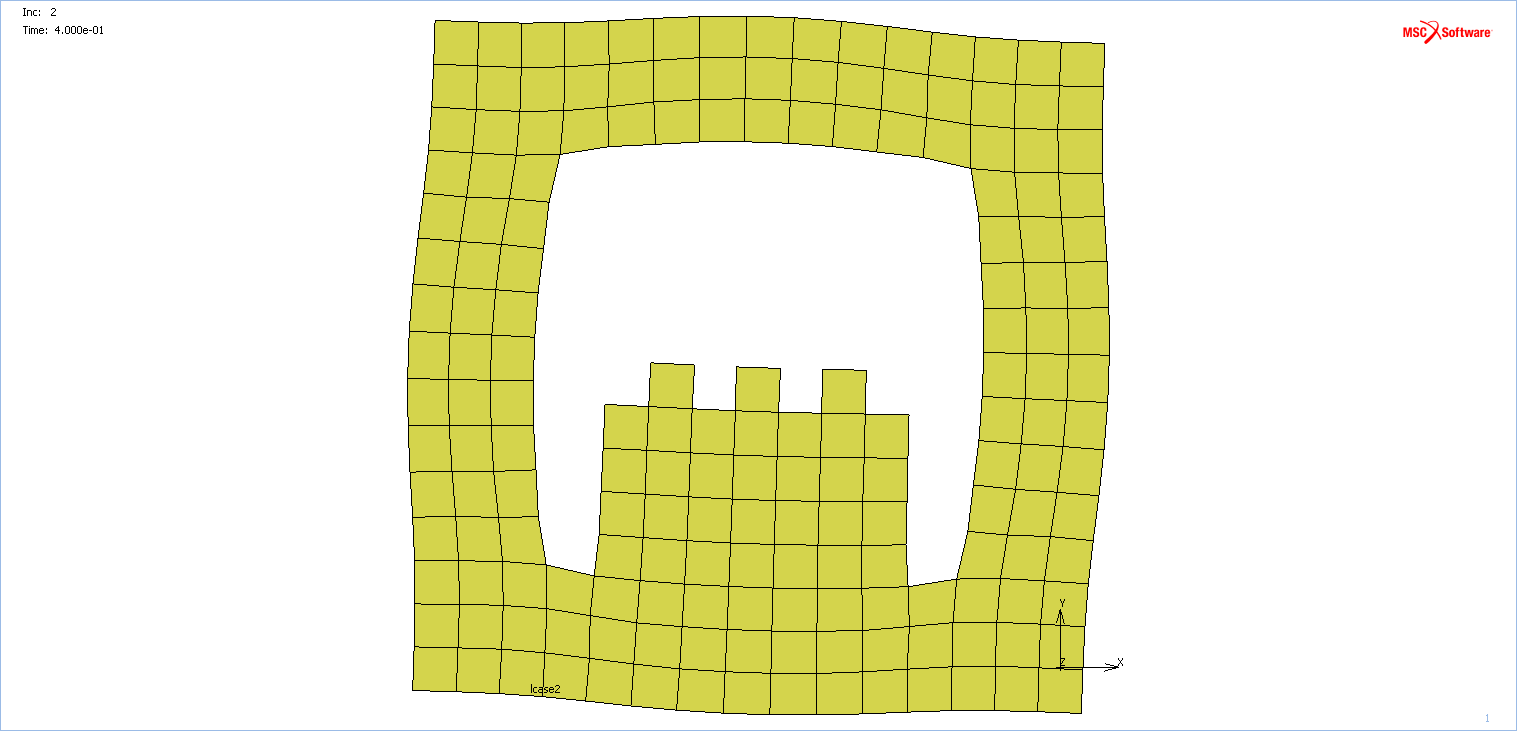 Inc: 2
Time: 4.000e-01
MSC Software
Y
Z
X
lcase2
1